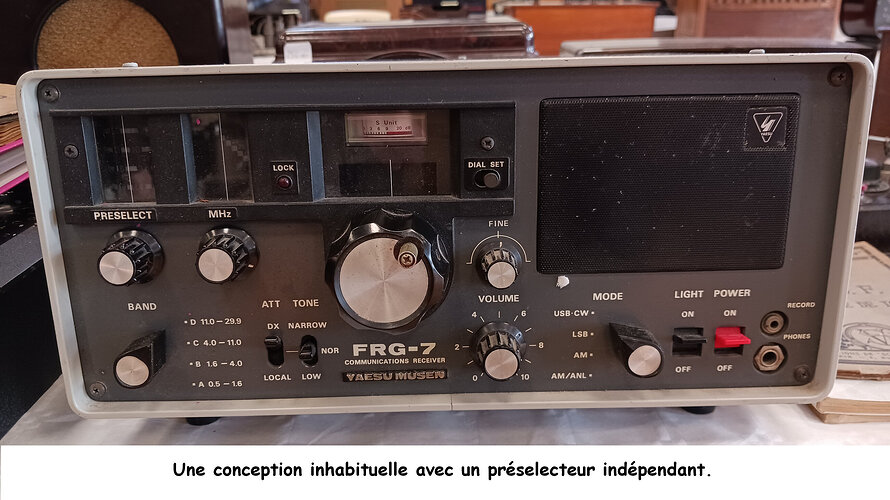 S Unit
LOCK
DIAL SET
YAESU
PRESELECT
MHz
FINE
BAND
ATT
TONE
VOLUME
MODE
LIGHT
POWER
D 11.0 – 29.9
C 4.0 – 11.0
B 1.6 – 4.0
A 0.5 – 1.6
DX
NARROW
NOR
LOCAL
LOW
FRG-7
COMMUNICATIONS RECEIVER
YAESU MUSEN
0
2
4
6
8
10
USB·CW
LSB
AM
AM/ANL
ON
OFF
ON
OFF
RECORD
PHONES
Une conception inhabituelle avec un préselecteur indépendant.